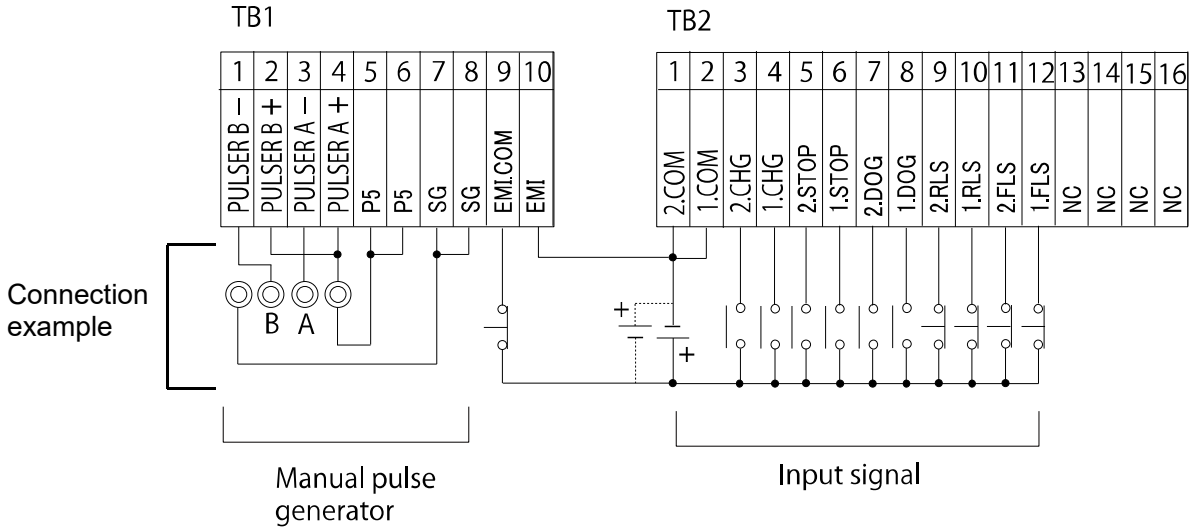 TB1
TB2
1 2 3 4 5 6 7 8 9 10
1 2 3 4 5 6 7 8 9 10 11 12 13 14 15 16
PULSER B −
PULSER B +
PULSER A −
PULSER A +
P5
P5
SG
SG
EMI.COM
EMI
2.COM
1.COM
2.CHG
1.CHG
2.STOP
1.STOP
2.DOG
1.DOG
2.RLS
1.RLS
2.FLS
1.FLS
NC
NC
NC
NC
Connection
example
B A
+
+
Manual pulse
generator
Input signal